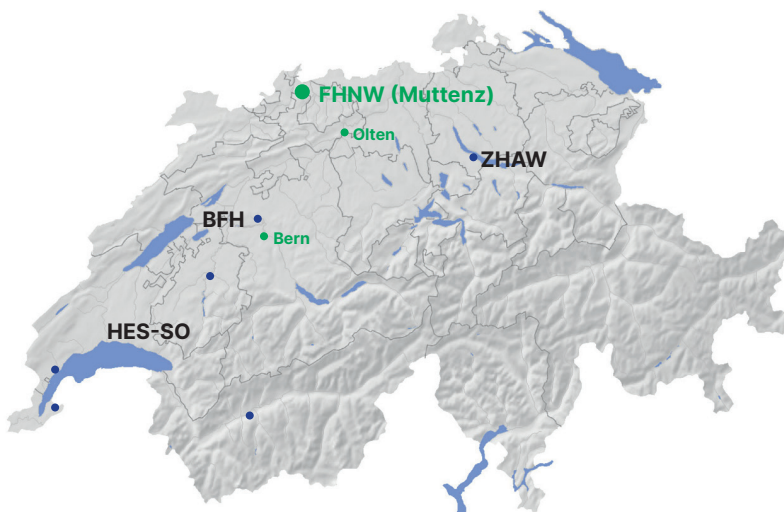 FHNW (Muttenz)
Olten
ZHAW
BFH
Bern
HES-SO